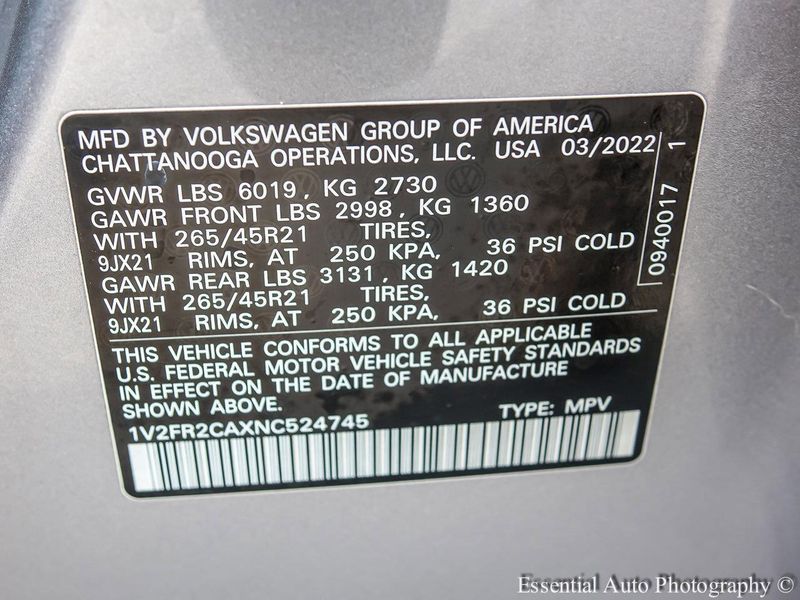 MFD BY VOLKSWAGEN GROUP OF AMERICA
CHATTANOOGA OPERATIONS, LLC. USA 03/2022
GVWR LBS 6019, KG 2730
GAWR FRONT LBS 2998, KG 1360
WITH 265/45R21 TIRES,
9JX21 RIMS, AT 250 KPA, 36 PSI COLD
GAWR REAR LBS 3131, KG 1420
WITH 265/45R21 TIRES,
9JX21 RIMS, AT 250 KPA, 36 PSI COLD
0940017 1
THIS VEHICLE CONFORMS TO ALL APPLICABLE
U.S. FEDERAL MOTOR VEHICLE SAFETY STANDARDS
IN EFFECT ON THE DATE OF MANUFACTURE
SHOWN ABOVE.
1V2FR2CAXNC524745 TYPE: MPV
Essential Auto Photography ©